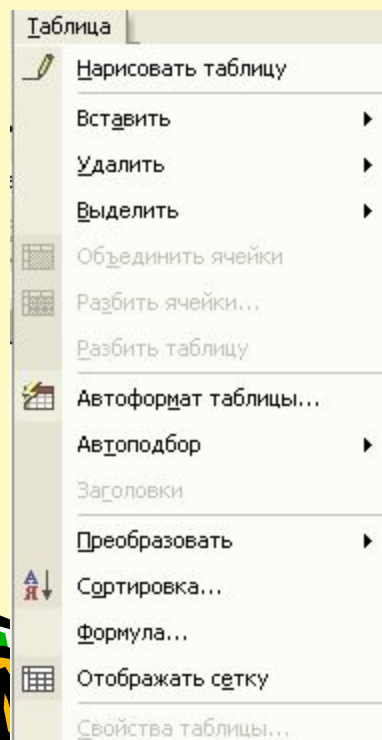 Таблица
Нарисовать таблицу
Вставить
Удалить
Выделить
Объединить ячейки
Разбить ячейки...
Разбить таблицу
Автоформат таблицы...
Автоподбор
Заголовки
Преобразовать
А
Я
Сортировка...
Формула...
Отображать сетку
Свойства таблицы...